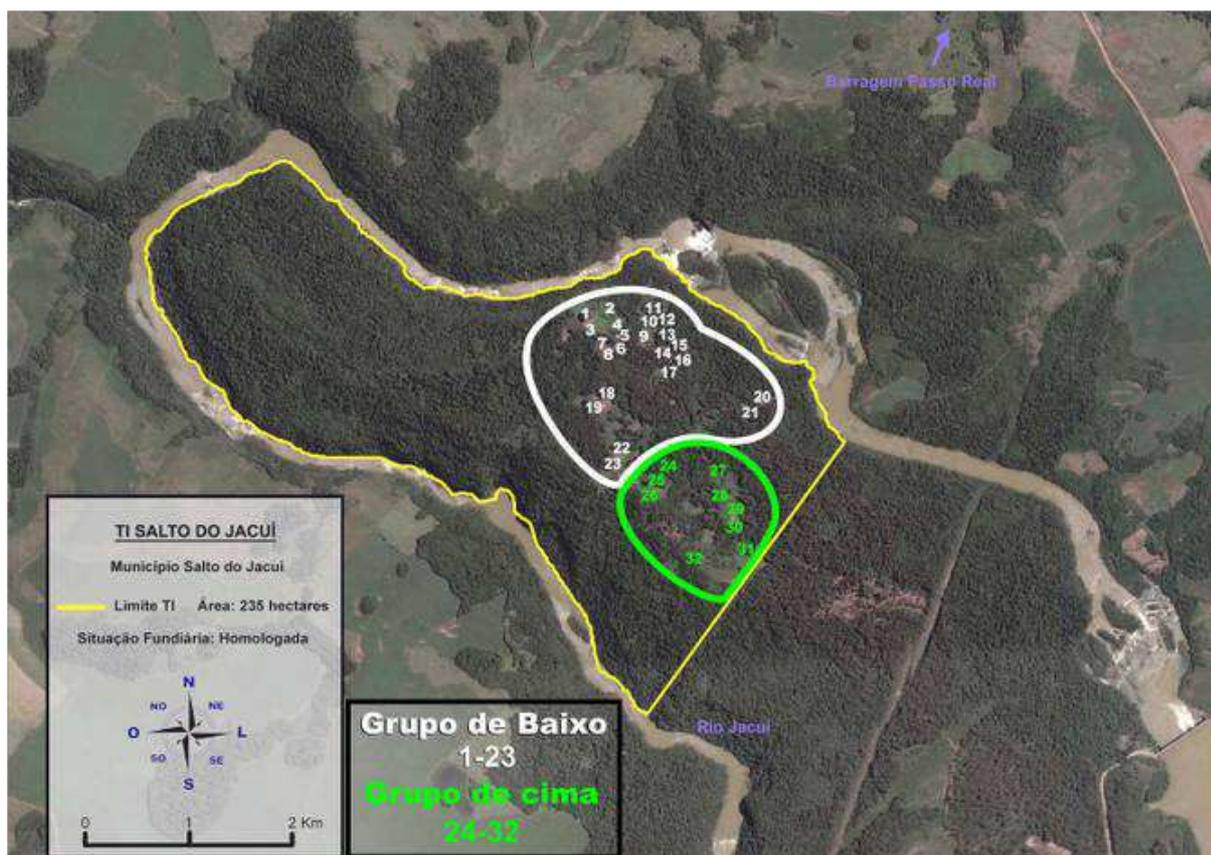 Barragem Passo Real
1
2
3
4
5
6
7
8
9
10
11
12
13
14
15
16
17
18
19
20
21
22
23
24
25
26
27
28
29
30
31
32
Rio Jacuí
TI SALTO DO JACUÍ
Município Salto do Jacui
Limite TI Área: 235 hectares
Situação Fundiária: Homologada
N
NO NE
O L
SO SE
S
0 1 2 Km
Grupo de Baixo
1-23
Grupo de cima
24-32